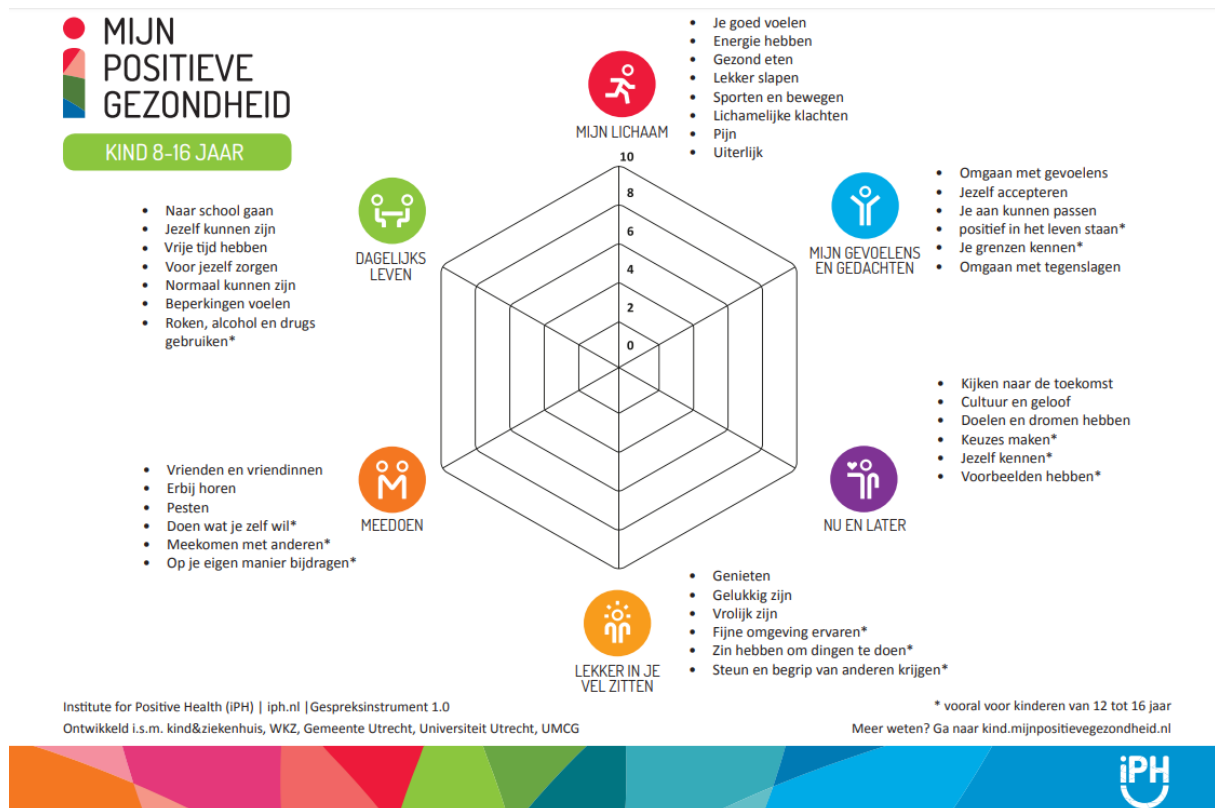 MIJN
POSITIEVE
GEZONDHEID
KIND 8-16 JAAR
MIJN LICHAAM
• Je goed voelen
• Energie hebben
• Gezond eten
• Lekker slapen
• Sporten en bewegen
• Lichamelijke klachten
• Pijn
• Uiterlijk
MIJN GEVOELENS
EN GEDACHTEN
• Omgaan met gevoelens
• Jezelf accepteren
• Je aan kunnen passen
• positief in het leven staan*
• Je grenzen kennen*
• Omgaan met tegenslagen
DAGELIJKS
LEVEN
• Naar school gaan
• Jezelf kunnen zijn
• Vrije tijd hebben
• Voor jezelf zorgen
• Normaal kunnen zijn
• Beperkingen voelen
• Roken, alcohol en drugs
gebruiken*
10
8
6
4
2
0
NU EN LATER
• Kijken naar de toekomst
• Cultuur en geloof
• Doelen en dromen hebben
• Keuzes maken*
• Jezelf kennen*
• Voorbeelden hebben*
MEEDOEN
• Vrienden en vriendinnen
• Erbij horen
• Pesten
• Doen wat je zelf wil*
• Meekomen met anderen*
• Op je eigen manier bijdragen*
LEKKER IN JE
VEL ZITTEN
• Genieten
• Gelukkig zijn
• Vrolijk zijn
• Fijne omgeving ervaren*
• Zin hebben om dingen te doen*
• Steun en begrip van anderen krijgen*
Institute for Positive Health (iPH) | iph.nl |Gespreksinstrument 1.0
Ontwikkeld i.s.m. kind&ziekenhuis, WKZ, Gemeente Utrecht, Universiteit Utrecht, UMCG
* vooral voor kinderen van 12 tot 16 jaar
Meer weten? Ga naar kind.mijnpositievegezondheid.nl
iPH